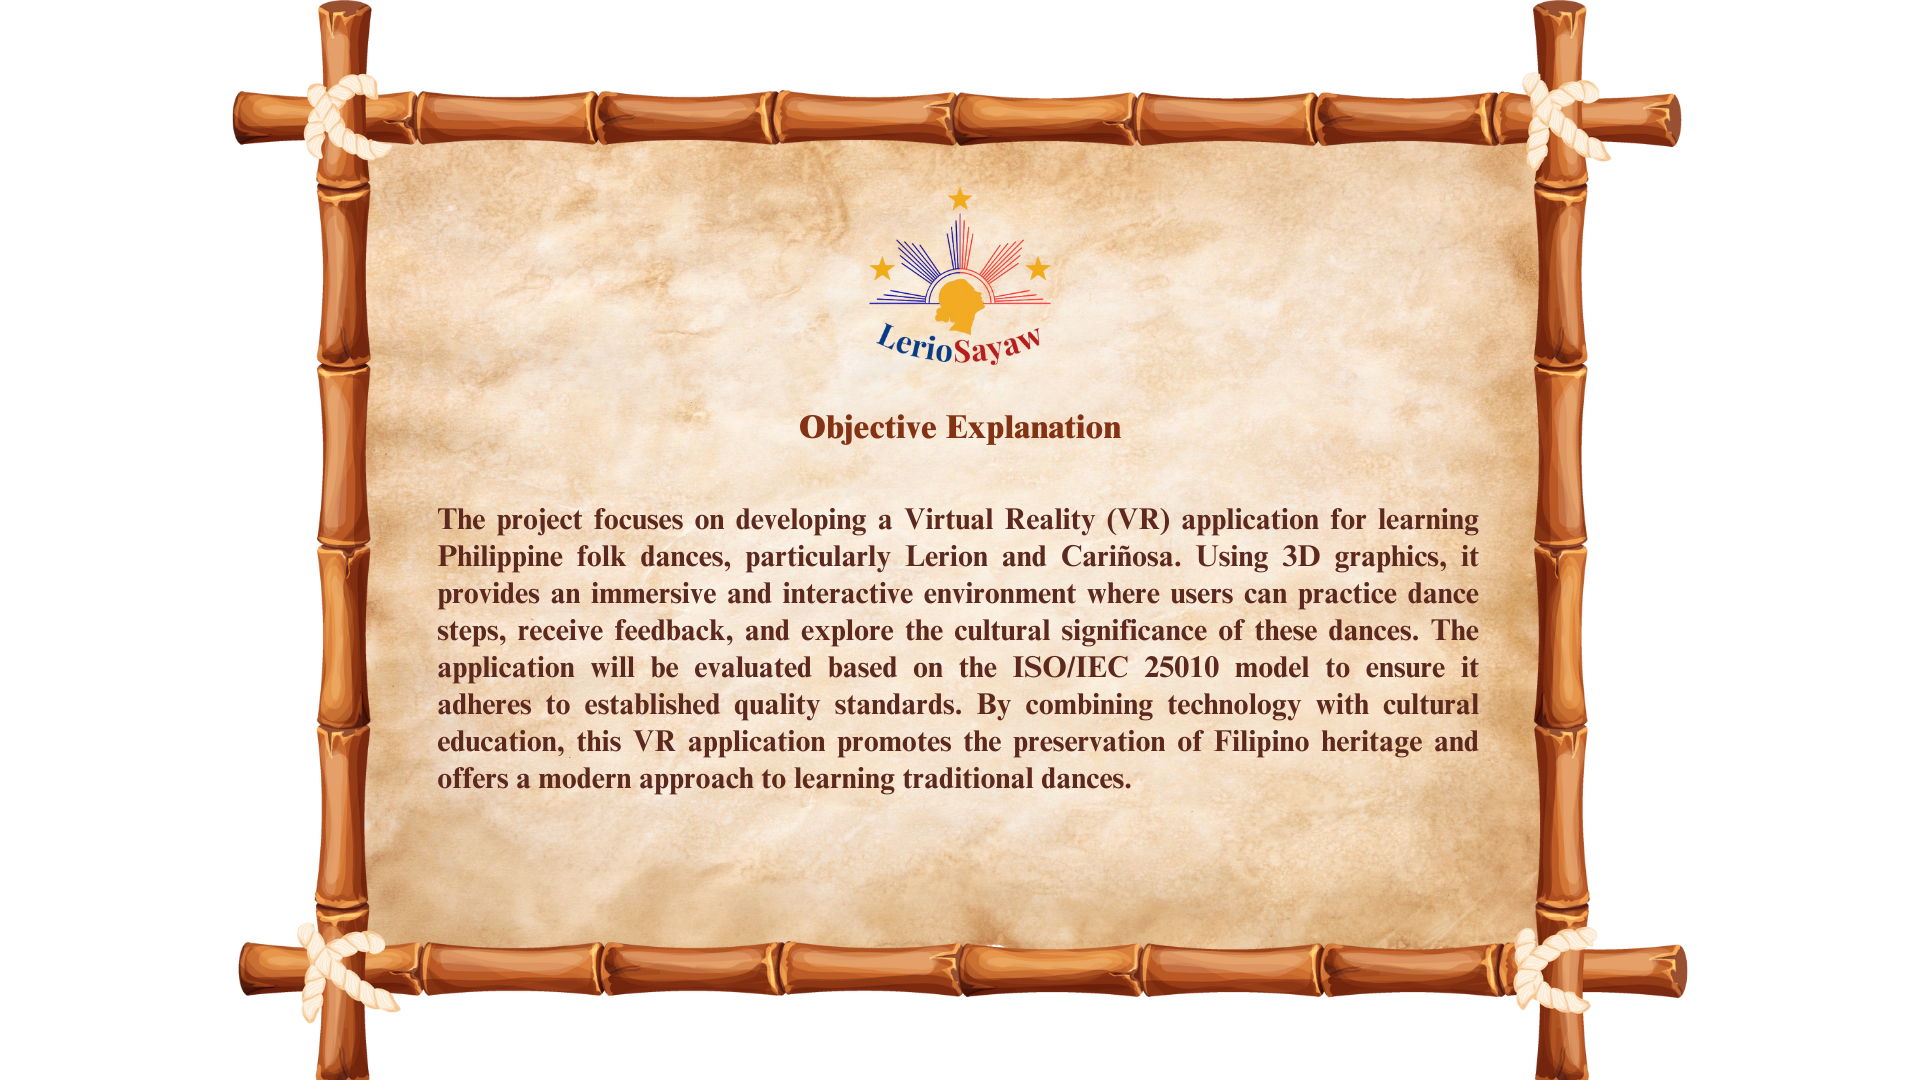 LerioSayaw
Objective Explanation
The project focuses on developing a Virtual Reality (VR) application for learning
Philippine folk dances, particularly Lerion and Cariñosa. Using 3D graphics, it
provides an immersive and interactive environment where users can practice dance
steps, receive feedback, and explore the cultural significance of these dances. The
application will be evaluated based on the ISO/IEC 25010 model to ensure it
adheres to established quality standards. By combining technology with cultural
education, this VR application promotes the preservation of Filipino heritage and
offers a modern approach to learning traditional dances.